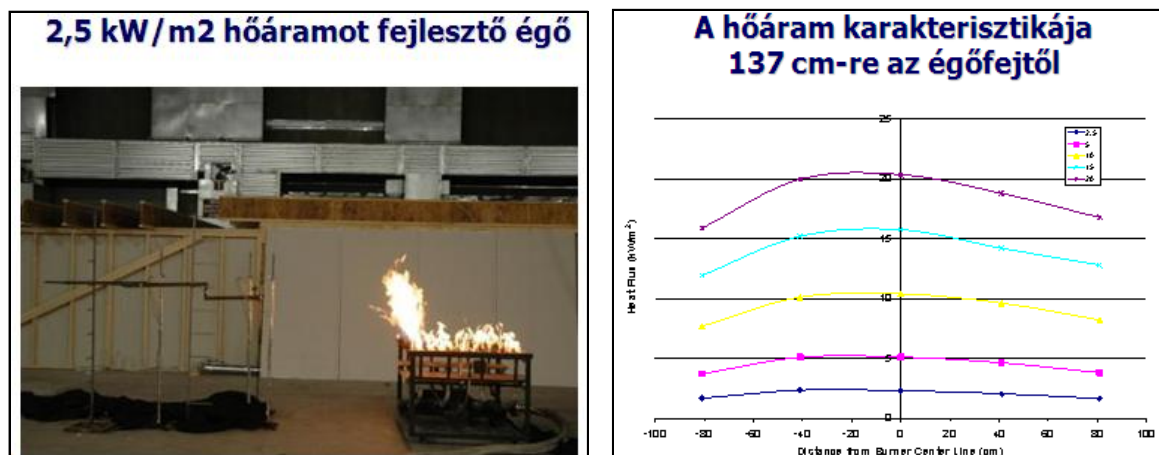 2,5 kW/m2 hőáramot fejlesztő égő
A hőáram karakterisztikája
137 cm-re az égőfejtől
25
20
15
10
5
0
-100 -80 -60 -40 -20 0 20 40 60 80 100
Heat Flux (kW/m²)
Distance from Burner Center Line (cm)
2.5
5
10
15
20